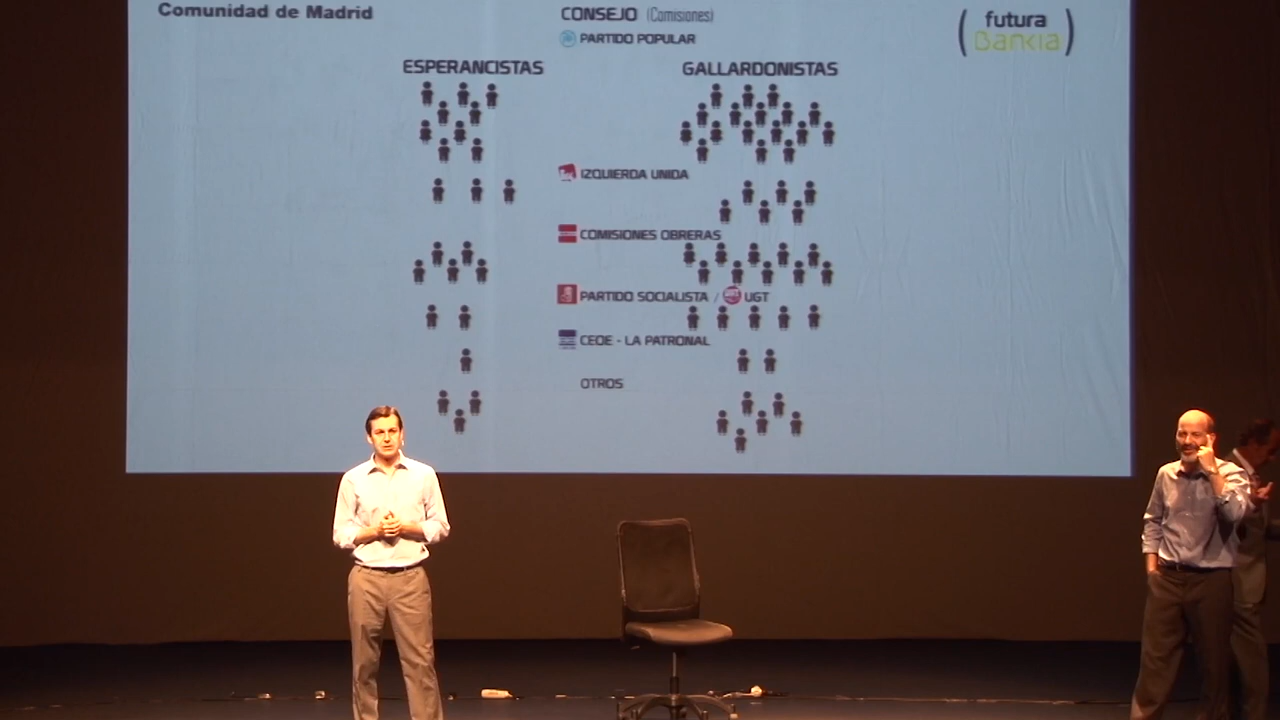 Comunidad de Madrid
CONSEJO (Comisiones)
(futura Bankia)
PARTIDO POPULAR
ESPERANCISTAS
GALLARDONISTAS
IZQUIERDA UNIDA
COMISIONES OBRERAS
PARTIDO SOCIALISTA / UGT
CEOE - LA PATRONAL
OTROS